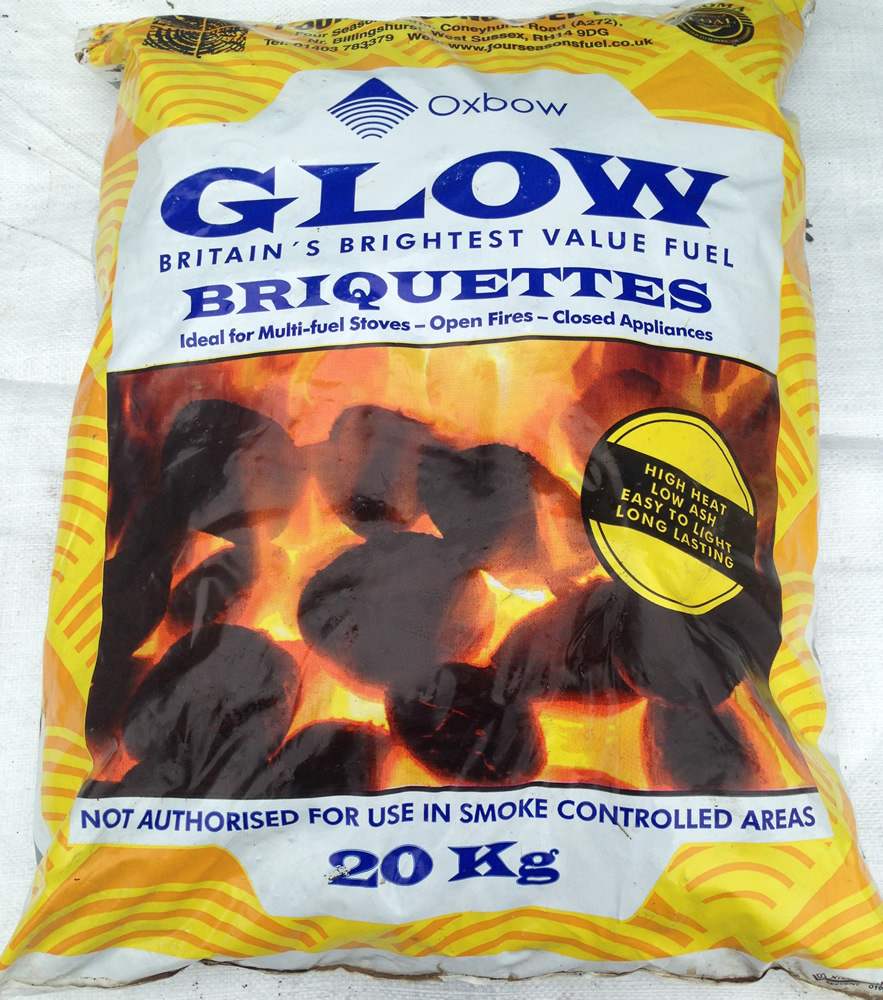 Four Seasons
Coneyhurst Road (A272),
Nr. Billingshurst, West Sussex, RH14 9DG
Tel: 01403 783379 www.fourseasonsfuel.co.uk
Oxbow
GLOW
BRITAIN´S BRIGHTEST VALUE FUEL
BRIQUETTES
Ideal for Multi-fuel Stoves – Open Fires – Closed Appliances
HIGH HEAT
LOW ASH
EASY TO LIGHT
LONG LASTING
NOT AUTHORISED FOR USE IN SMOKE CONTROLLED AREAS
20 Kg